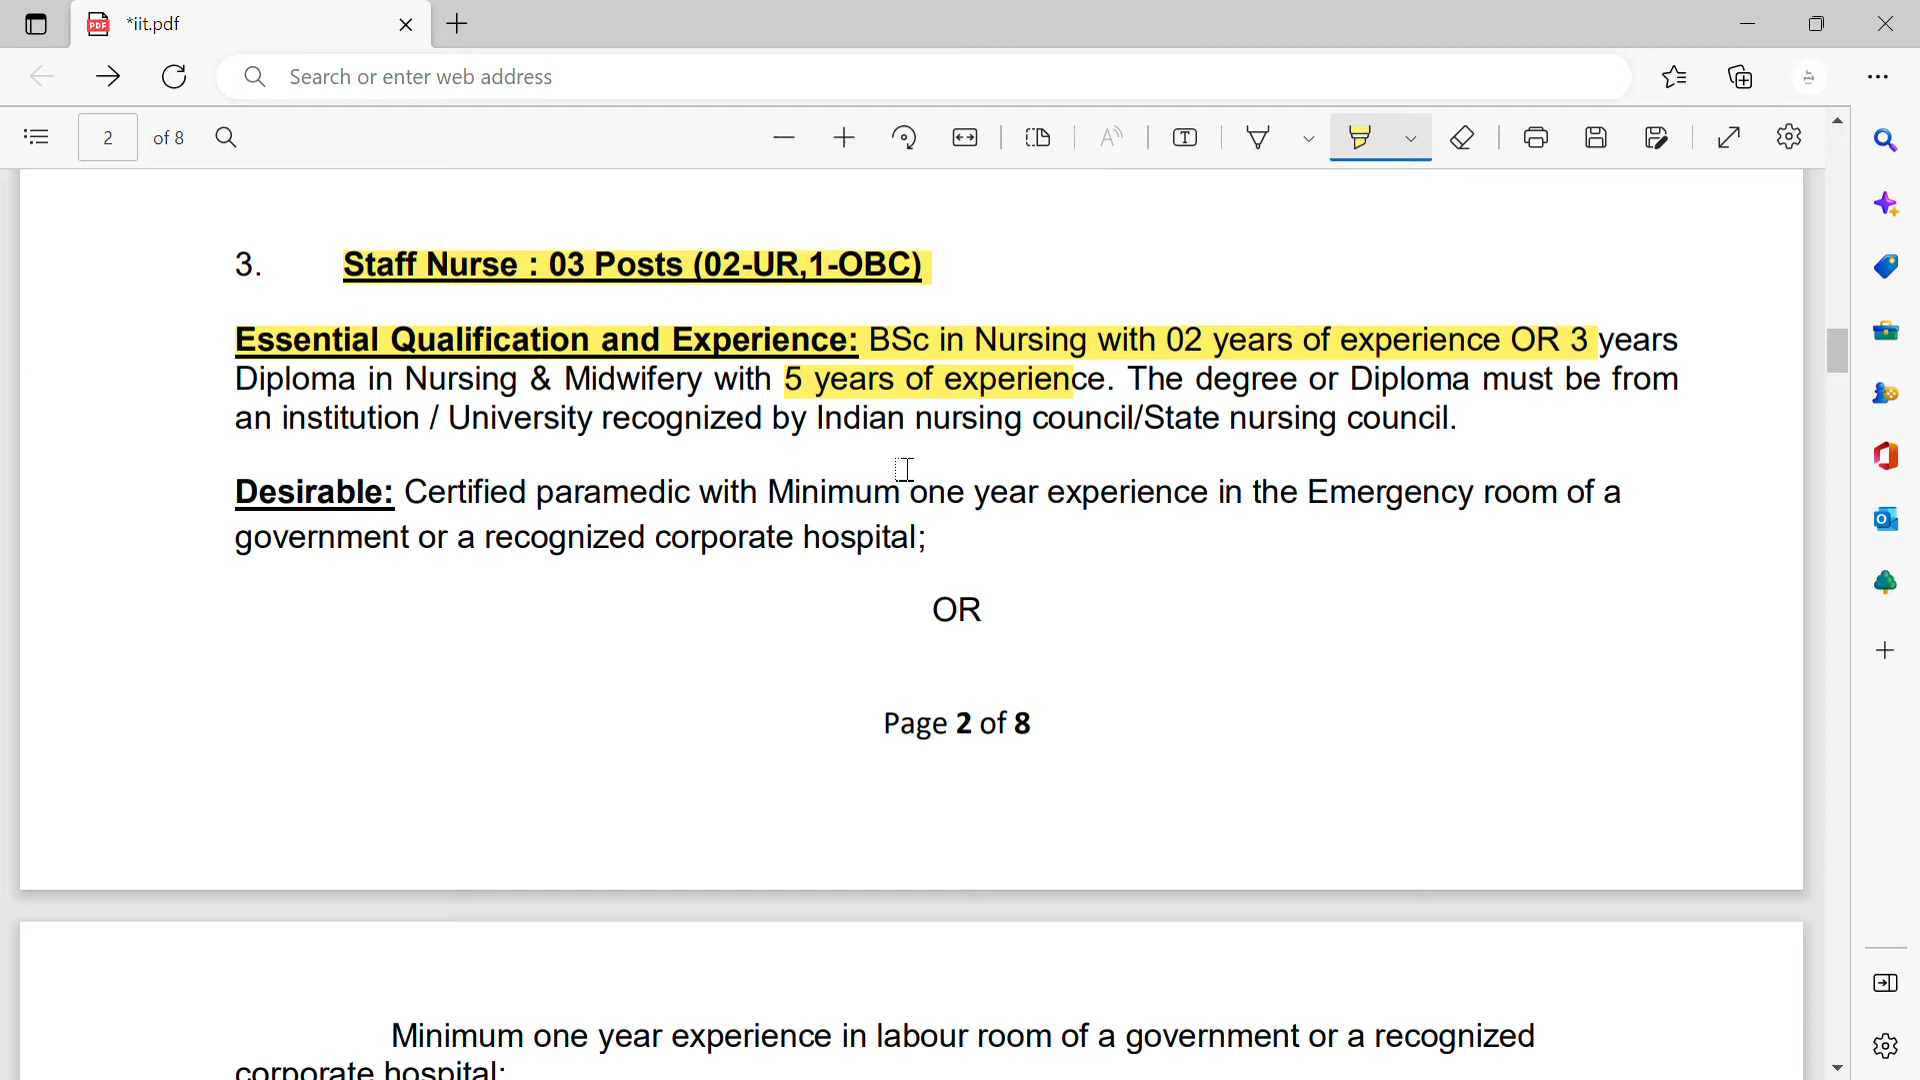 *iit.pdf
Search or enter web address
2 of 8
3. Staff Nurse : 03 Posts (02-UR,1-OBC)
Essential Qualification and Experience: BSc in Nursing with 02 years of experience OR 3 years
Diploma in Nursing & Midwifery with 5 years of experience. The degree or Diploma must be from
an institution / University recognized by Indian nursing council/State nursing council.
Desirable: Certified paramedic with Minimum one year experience in the Emergency room of a
government or a recognized corporate hospital;
OR
Page 2 of 8
Minimum one year experience in labour room of a government or a recognized
corporate hospital;